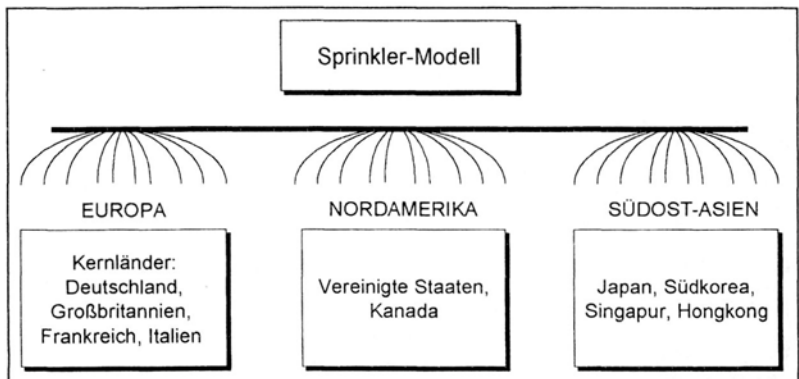 Sprinkler-Modell
EUROPA
Kernländer:
Deutschland,
Großbritannien,
Frankreich, Italien
NORDAMERIKA
Vereinigte Staaten,
Kanada
SÜDOST-ASIEN
Japan, Südkorea,
Singapur, Hongkong